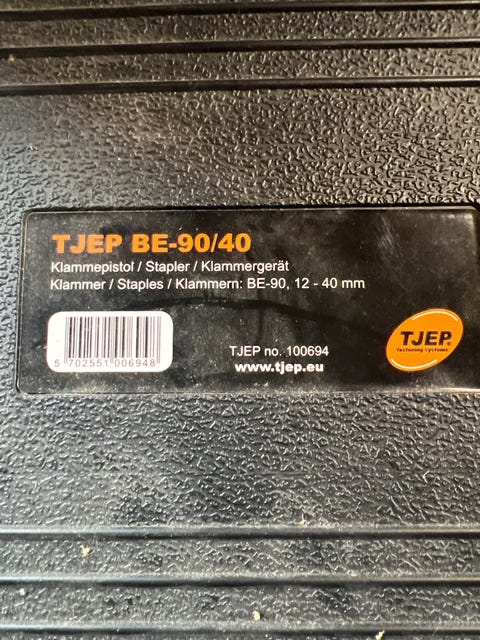 TJEP BE-90/40
Klammepistol / Stapler / Klammergerät
Klammer / Staples / Klammern: BE-90, 12 - 40 mm
5 702551 006948
TJEP no. 100694
www.tjep.eu
TJEP®
fastening systems